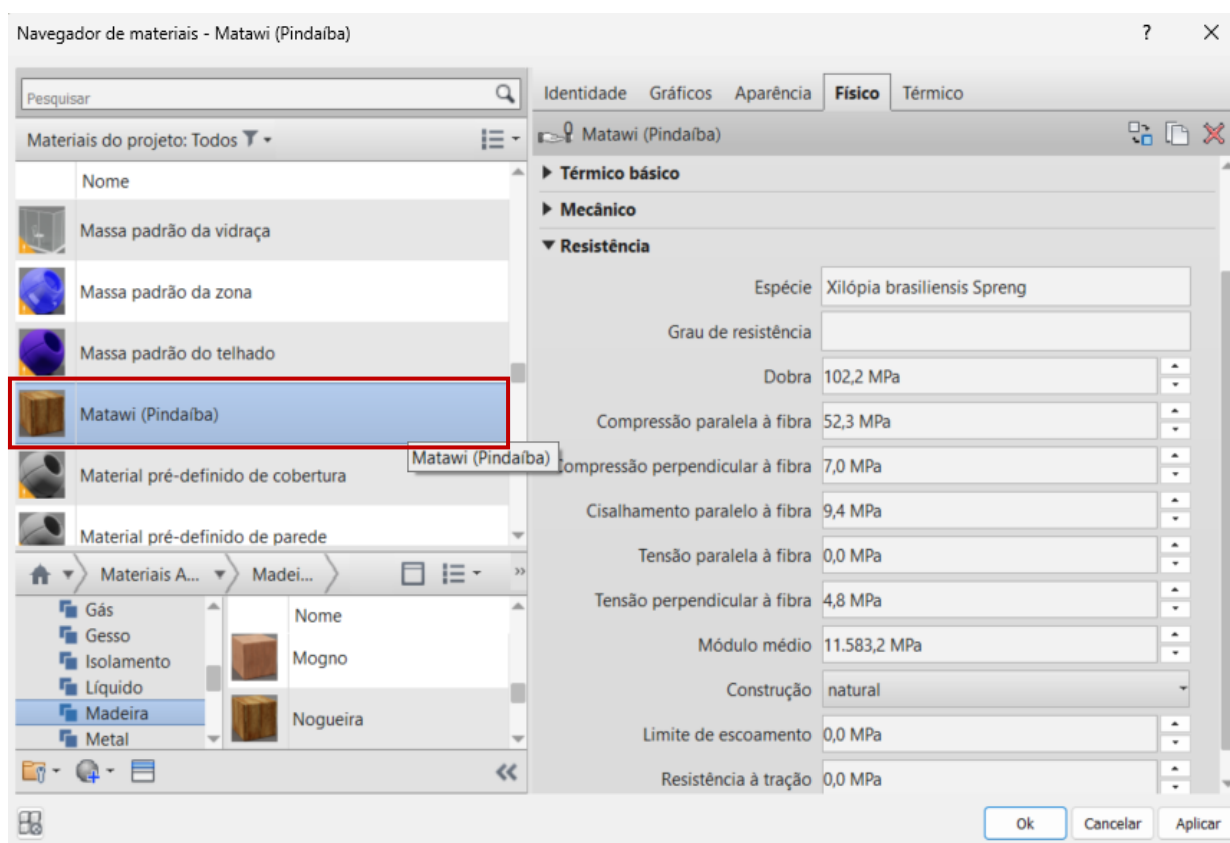 Navegador de materiais - Matawi (Pindaíba)
?
Pesquisar
Materiais do projeto: Todos
Nome
Massa padrão da vidraça
Massa padrão da zona
Massa padrão do telhado
Matawi (Pindaíba)
Matawi (Pindaíba)
Material pré-definido de cobertura
Material pré-definido de parede
Materiais A...
Madei...
»
Gás
Gesso
Isolamento
Líquido
Madeira
Metal
Nome
Mogno
Nogueira
Identidade Gráficos Aparência Físico Térmico
Matawi (Pindaíba)
Térmico básico
Mecânico
Resistência
Espécie Xilópia brasiliensis Spreng
Grau de resistência
Dobra 102,2 MPa
Compressão paralela à fibra 52,3 MPa
ompressão perpendicular à fibra 7,0 MPa
Cisalhamento paralelo à fibra 9,4 MPa
Tensão paralela à fibra 0,0 MPa
Tensão perpendicular à fibra 4,8 MPa
Módulo médio 11.583,2 MPa
Construção natural
Limite de escoamento 0,0 MPa
Resistência à tração 0,0 MPa
Ok Cancelar Aplicar